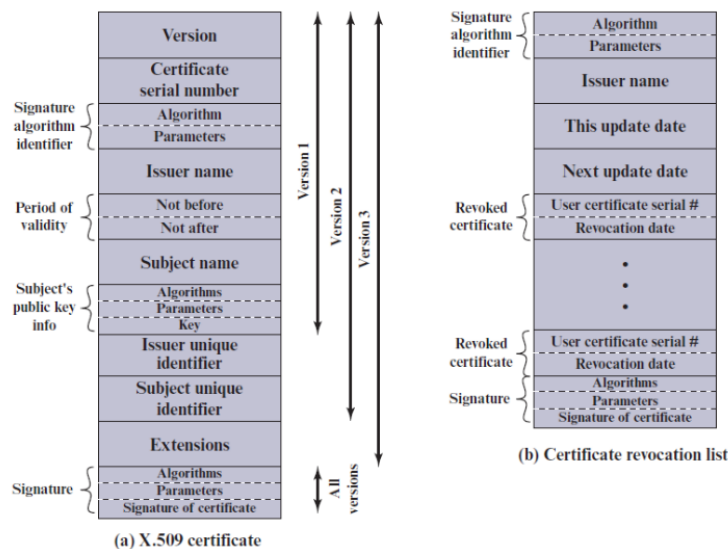 Version
Certificate
serial number
Signature
algorithm
identifier
Algorithm
Parameters
Issuer name
Period of
validity
Not before
Not after
Subject name
Subject's
public key
info
Algorithms
Parameters
Key
Issuer unique
identifier
Subject unique
identifier
Extensions
Signature
Algorithms
Parameters
Signature of certificate
Version 1
Version 2
Version 3
All
versions
(a) X.509 certificate
Signature
algorithm
identifier
Algorithm
Parameters
Issuer name
This update date
Next update date
Revoked
certificate
User certificate serial #
Revocation date
Revoked
certificate
User certificate serial #
Revocation date
Signature
Algorithms
Parameters
Signature of certificate
(b) Certificate revocation list